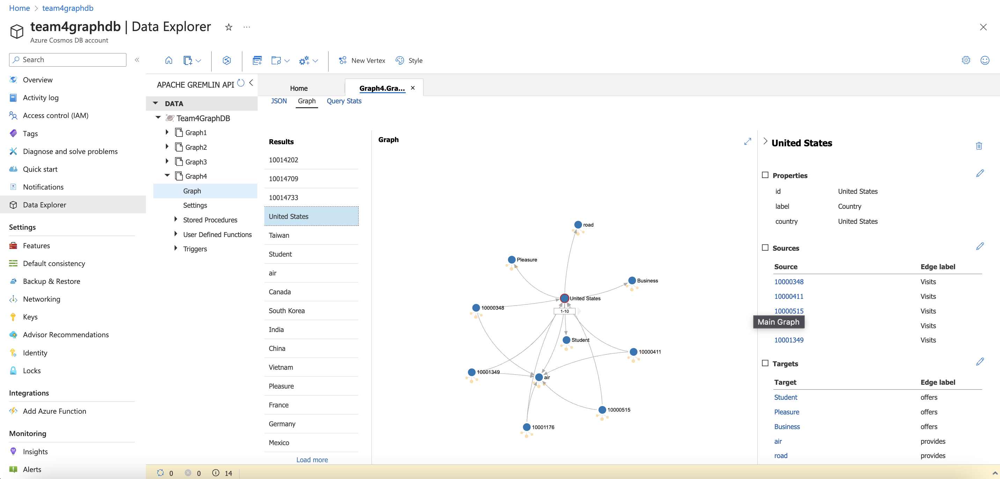 Home > team4graphdb
team4graphdb | Data Explorer
Azure Cosmos DB account
Search
Overview
Activity log
Access control (IAM)
Tags
Diagnose and solve problems
Quick start
Notifications
Data Explorer
Settings
Features
Default consistency
Backup & Restore
Networking
Keys
Advisor Recommendations
Identity
Locks
Integrations
Add Azure Function
Monitoring
Insights
Alerts
New Vertex
Style
APACHE GREMLIN API
DATA
Team4GraphDB
Graph1
Graph2
Graph3
Graph4
Graph
Settings
Stored Procedures
User Defined Functions
Triggers
Home
Graph4.Gra...
JSON
Graph
Query Stats
Results
10014202
10014709
10014733
United States
Taiwan
Student
air
Canada
South Korea
India
China
Vietnam
Pleasure
France
Germany
Mexico
Load more
Graph
road
Pleasure
Business
United States
10000348
1-10
Student
10000411
10001349
air
10000515
10001176
United States
Properties
id United States
label Country
country United States
Sources
Source Edge label
10000348 Visits
10000411 Visits
10000515 Visits
Main Graph
Visits
10001349 Visits
Targets
Target Edge label
Student offers
Pleasure offers
Business offers
air provides
road provides
0 0 14